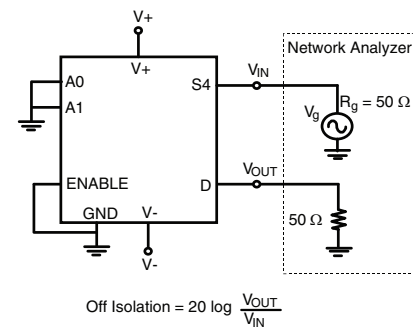 V+
V+
Network Analyzer
A0
A1
S4
V_IN
V_g
R_g = 50 Ω
ENABLE
D
V_OUT
GND
V-
50 Ω
V-
Off Isolation = 20 log V_OUT / V_IN